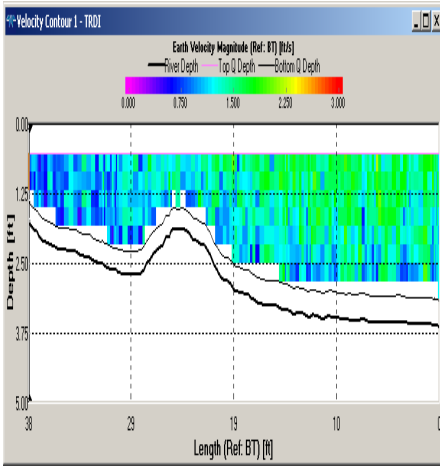 Velocity Contour 1 - TRDI
Earth Velocity Magnitude (Ref: BT) [ft/s]
River Depth Top Q Depth Bottom Q Depth
0.000 0.750 1.500 2.250 3.000
0.00
1.25
2.50
3.75
5.00
Depth [ft]
38 29 19 10 0
Length (Ref: BT) [ft]